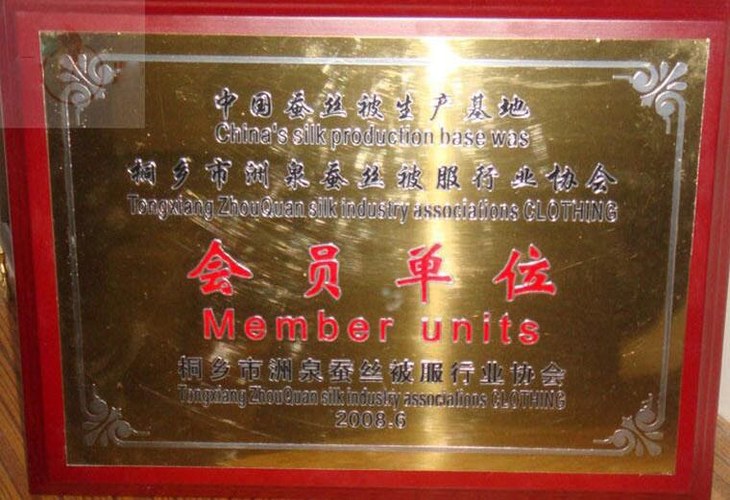 中国蚕丝被生产基地
China's silk production base was
桐乡市洲泉蚕丝被服行业协会
Tongxiang ZhouQuan silk industry associations CLOTHING
会员单位
Member units
桐乡市洲泉蚕丝被服行业协会
Tongxiang ZhouQuan silk industry associations CLOTHING
2008.6